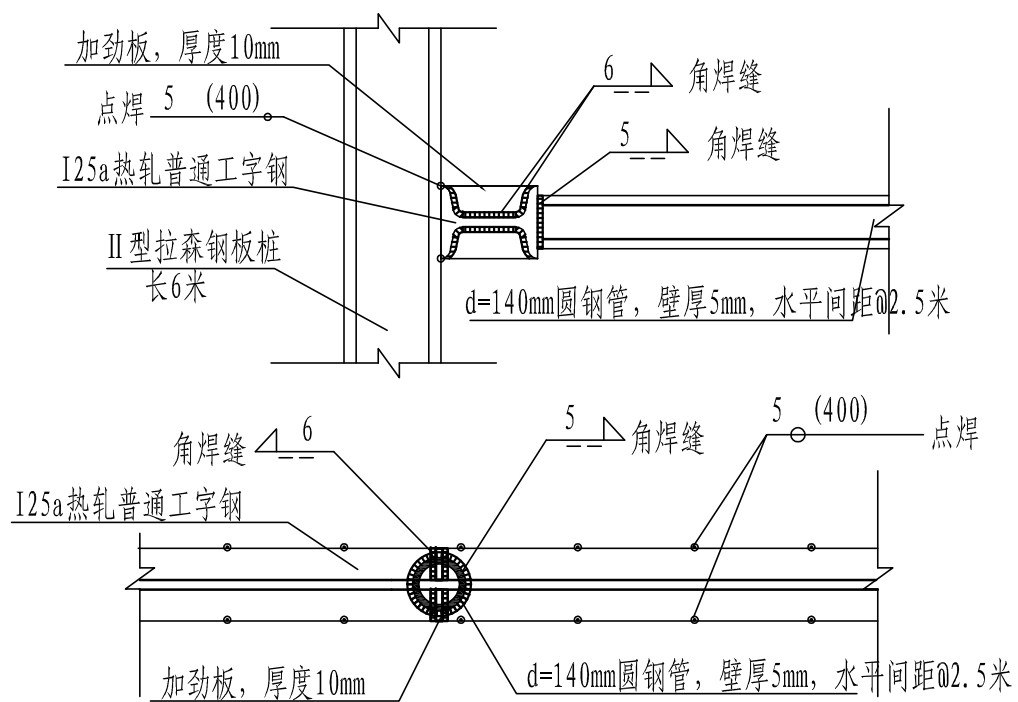 加劲板，厚度10mm
6 角焊缝
点焊 5 (400)
5 角焊缝
I25a热轧普通工字钢
II型拉森钢板桩
长6米
d=140mm圆钢管，壁厚5mm，水平间距@2.5米
角焊缝 6
5 角焊缝
5 (400) 点焊
I25a热轧普通工字钢
加劲板，厚度10mm
d=140mm圆钢管，壁厚5mm，水平间距@2.5米